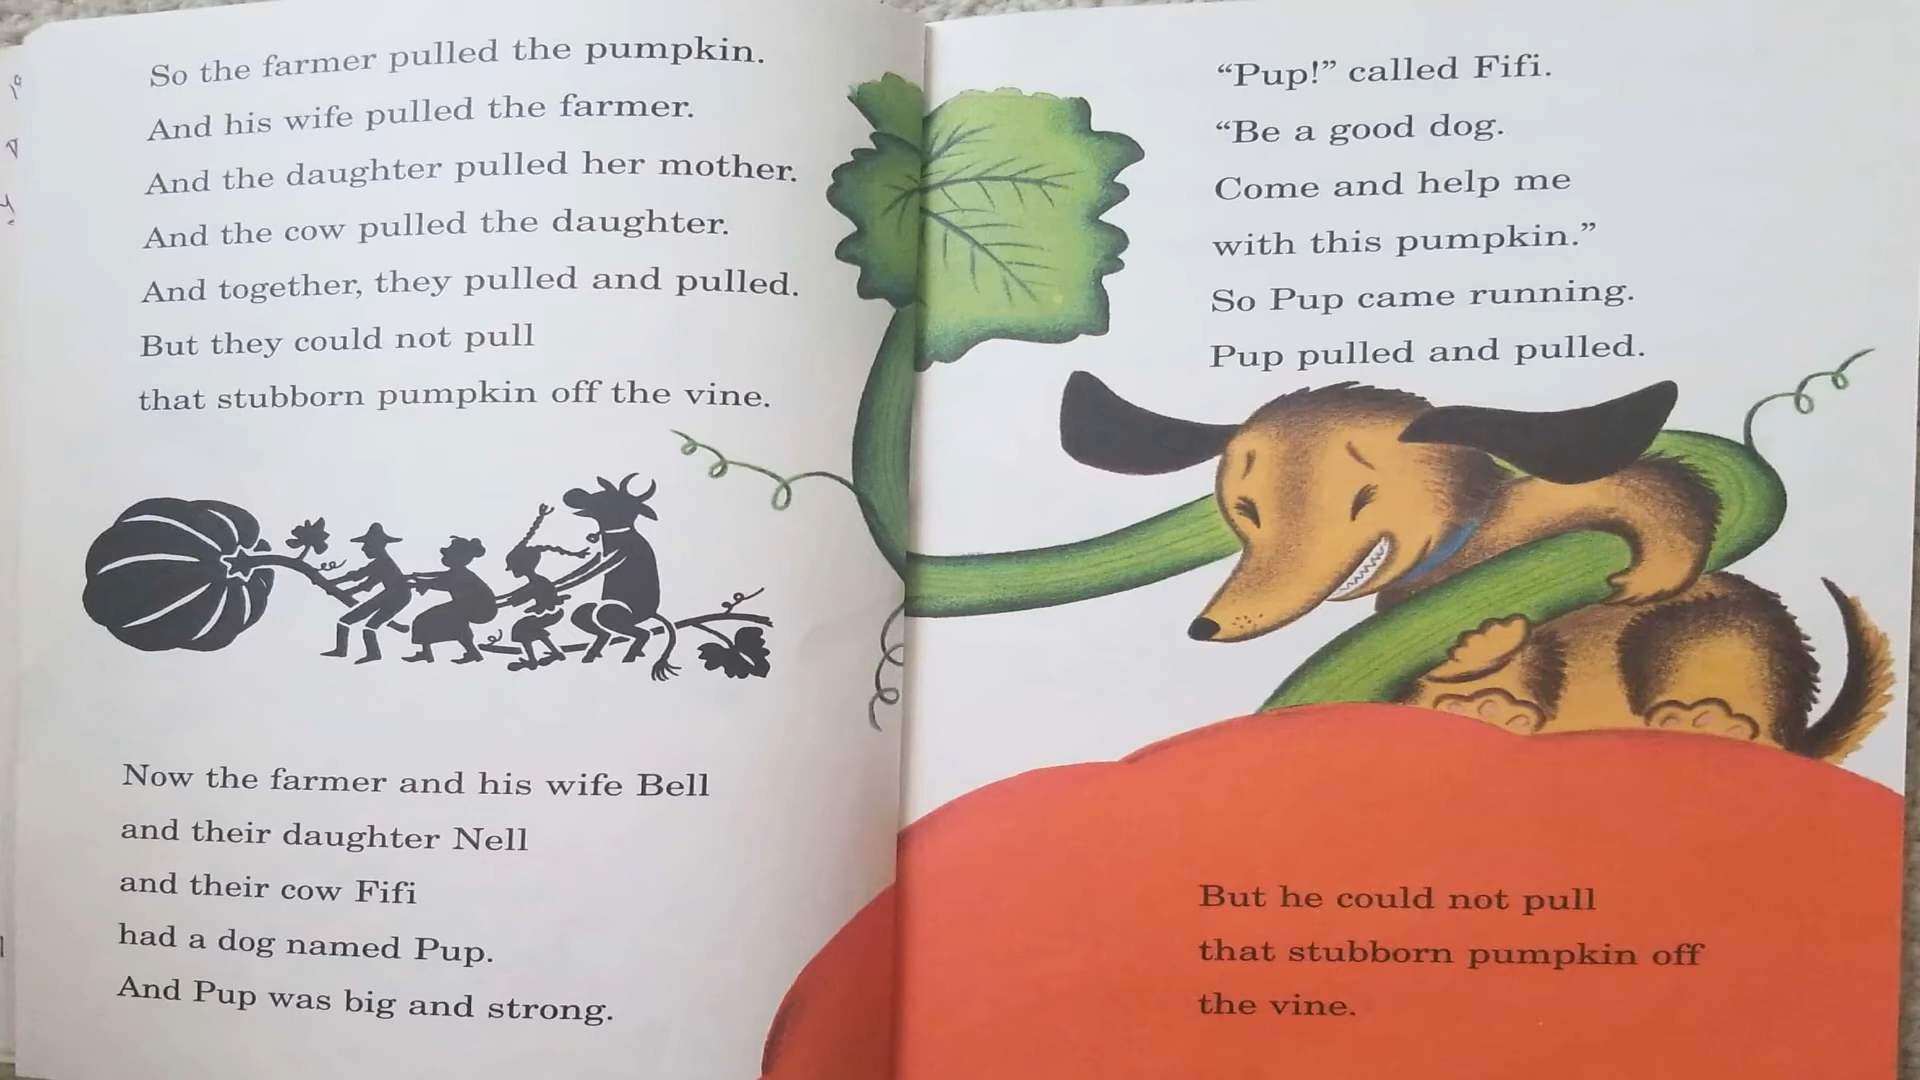 So the farmer pulled the pumpkin.
And his wife pulled the farmer.
And the daughter pulled her mother.
And the cow pulled the daughter.
And together, they pulled and pulled.
But they could not pull
that stubborn pumpkin off the vine.
Now the farmer and his wife Bell
and their daughter Nell
and their cow Fifi
had a dog named Pup.
And Pup was big and strong.
“Pup!” called Fifi.
“Be a good dog.
Come and help me
with this pumpkin.”
So Pup came running.
Pup pulled and pulled.
But he could not pull
that stubborn pumpkin off
the vine.